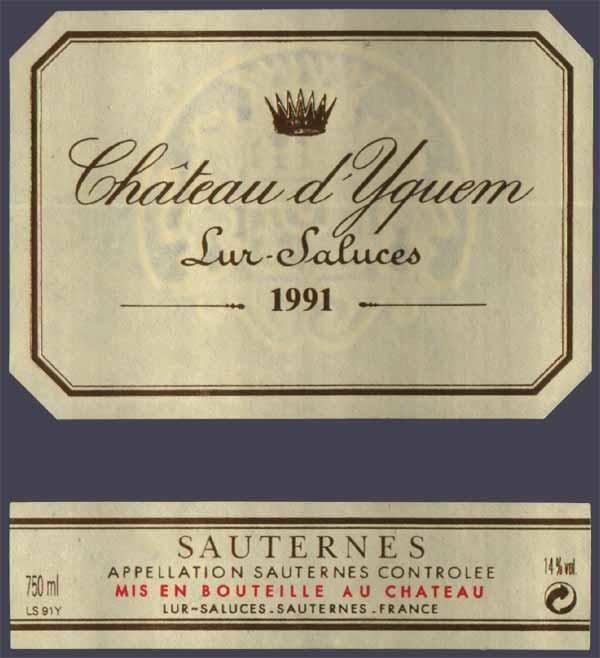 Château d'Yquem
Lur-Saluces
1991
SAUTERNES
APPELLATION SAUTERNES CONTROLEE
MIS EN BOUTEILLE AU CHATEAU
LUR-SALUCES-SAUTERNES-FRANCE
750 ml
LS 91Y
14% vol.